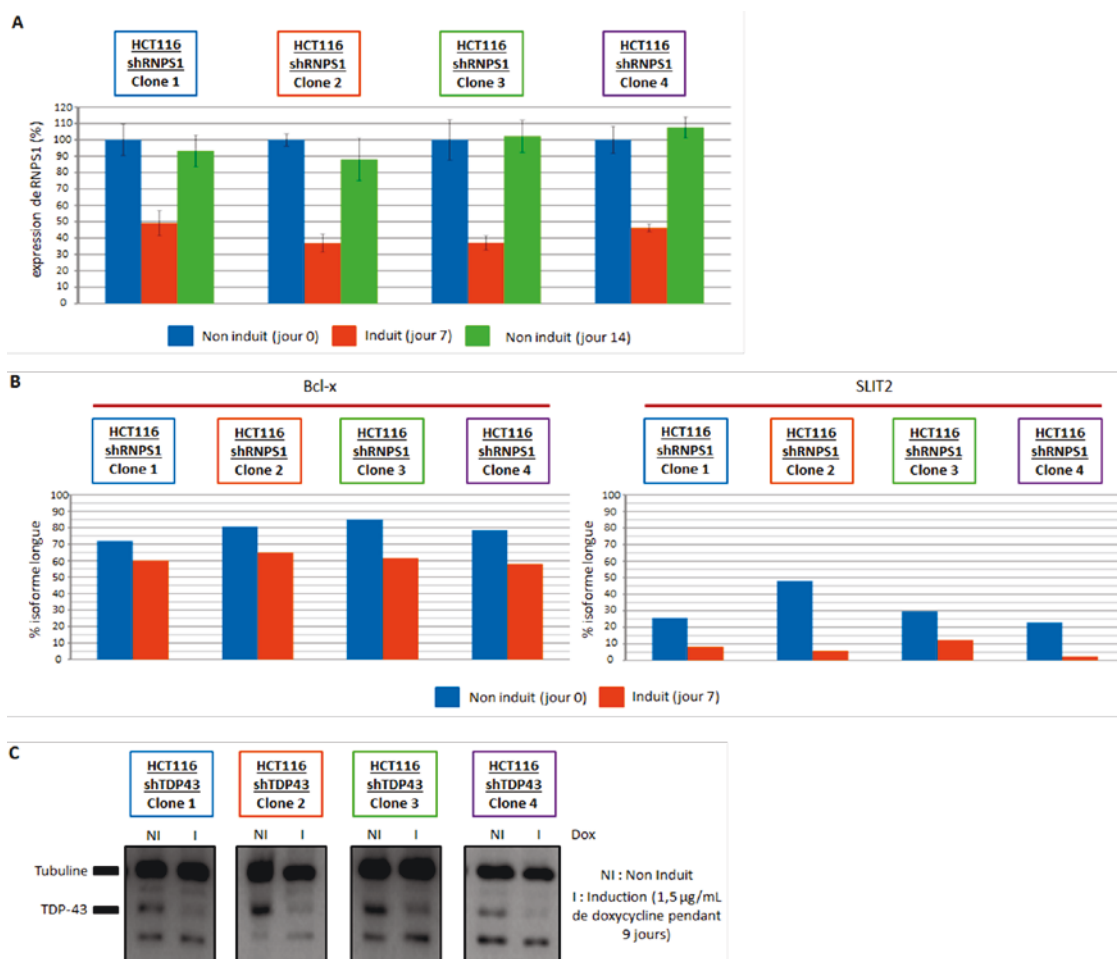 A
HCT116
shRNPS1
Clone 1
HCT116
shRNPS1
Clone 2
HCT116
shRNPS1
Clone 3
HCT116
shRNPS1
Clone 4
expression de RNPS1 (%)
120
110
100
90
80
70
60
50
40
30
20
10
0
Non induit (jour 0)
Induit (jour 7)
Non induit (jour 14)
B
Bcl-x
SLIT2
HCT116
shRNPS1
Clone 1
HCT116
shRNPS1
Clone 2
HCT116
shRNPS1
Clone 3
HCT116
shRNPS1
Clone 4
HCT116
shRNPS1
Clone 1
HCT116
shRNPS1
Clone 2
HCT116
shRNPS1
Clone 3
HCT116
shRNPS1
Clone 4
% isoforme longue
100
90
80
70
60
50
40
30
20
10
0
% isoforme longue
100
90
80
70
60
50
40
30
20
10
0
Non induit (jour 0)
Induit (jour 7)
C
HCT116
shTDP43
Clone 1
HCT116
shTDP43
Clone 2
HCT116
shTDP43
Clone 3
HCT116
shTDP43
Clone 4
NI I NI I NI I NI I Dox
Tubuline
TDP-43
NI : Non Induit
I : Induction (1,5 µg/mL
de doxycycline pendant
9 jours)